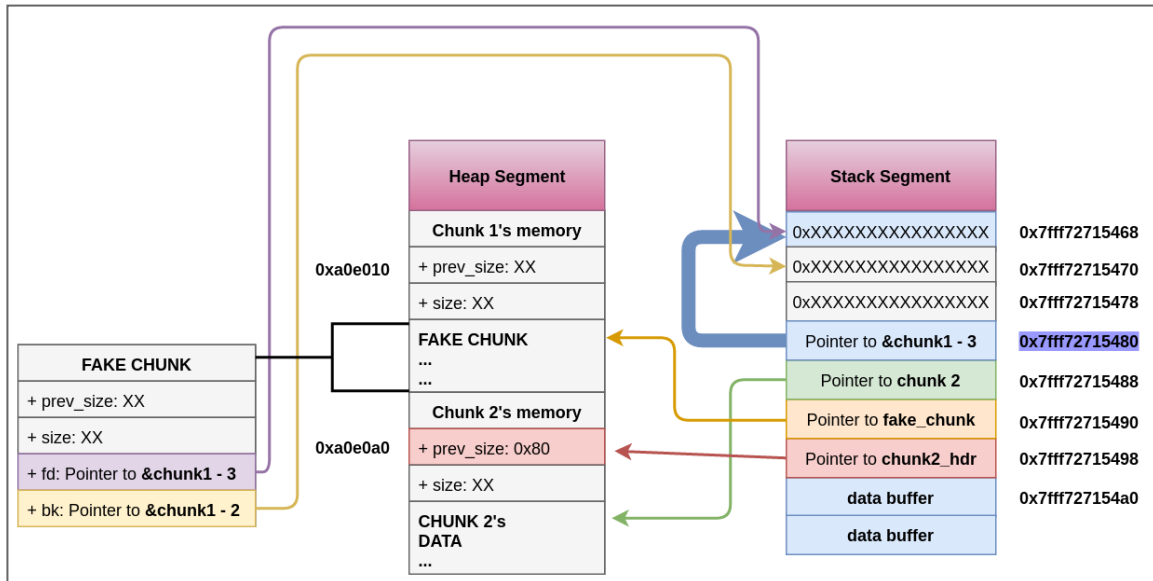 Heap Segment
Chunk 1's memory
0xa0e010
+ prev_size: XX
+ size: XX
FAKE CHUNK
...
...
Chunk 2's memory
0xa0e0a0
+ prev_size: 0x80
+ size: XX
CHUNK 2's
DATA
...
FAKE CHUNK
+ prev_size: XX
+ size: XX
+ fd: Pointer to &chunk1 - 3
+ bk: Pointer to &chunk1 - 2
Stack Segment
0xXXXXXXXXXXXXXXXX 0x7fff72715468
0xXXXXXXXXXXXXXXXX 0x7fff72715470
0xXXXXXXXXXXXXXXXX 0x7fff72715478
Pointer to &chunk1 - 3 0x7fff72715480
Pointer to chunk 2 0x7fff72715488
Pointer to fake_chunk 0x7fff72715490
Pointer to chunk2_hdr 0x7fff72715498
data buffer 0x7fff727154a0
data buffer